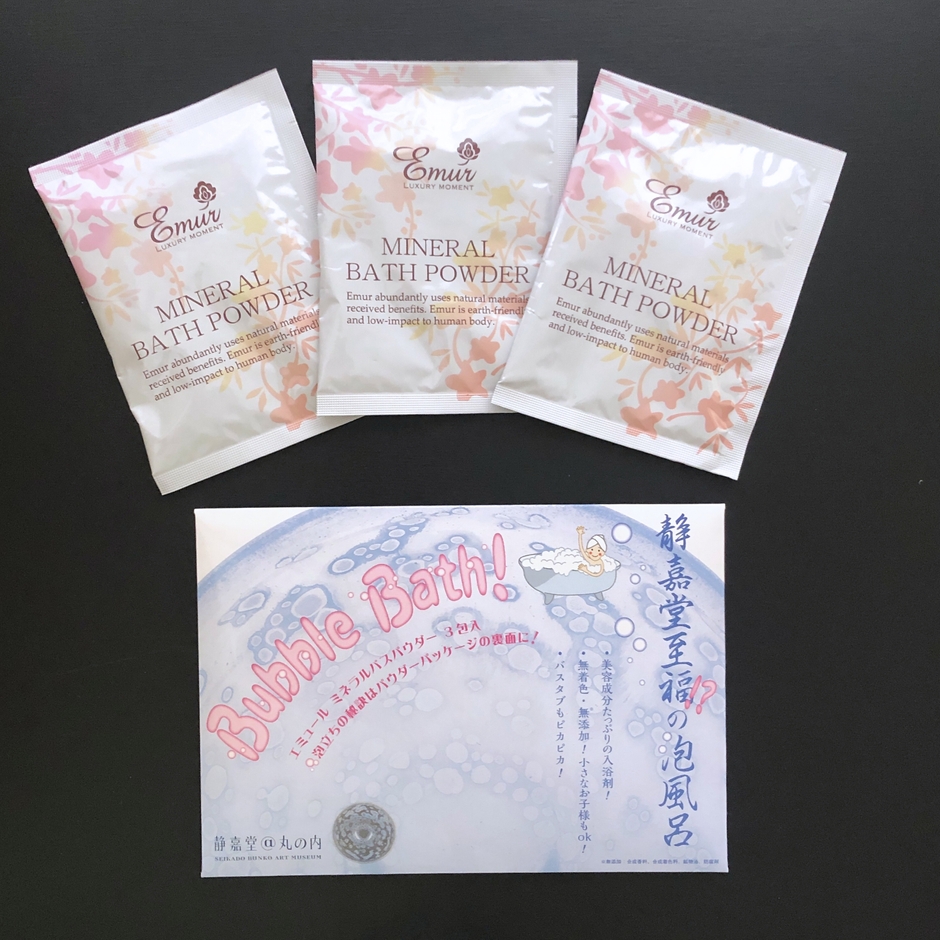 Emur
LUXURY MOMENT
MINERAL
BATH POWDER
Emur abundantly uses natural materials
received benefits. Emur is earth-friendly
and low-impact to human body.
Emur
LUXURY MOMENT
MINERAL
BATH POWDER
Emur abundantly uses natural materials
received benefits. Emur is earth-friendly
and low-impact to human body.
Emur
LUXURY MOMENT
MINERAL
BATH POWDER
Emur abundantly uses natural materials
received benefits. Emur is earth-friendly
and low-impact to human body.
Bubble Bath!
エミュール ミネラルバスパウダー 3包入
泡立ちの秘訣はパウダーパッケージの裏面に!
静嘉堂至福の泡風呂
!?
・美容成分たっぷりの入浴剤!
・無着色・無添加!小さなお子様もok!
・バスタブもピカピカ!
静嘉堂@丸の内
SEIKADO BUNKO ART MUSEUM